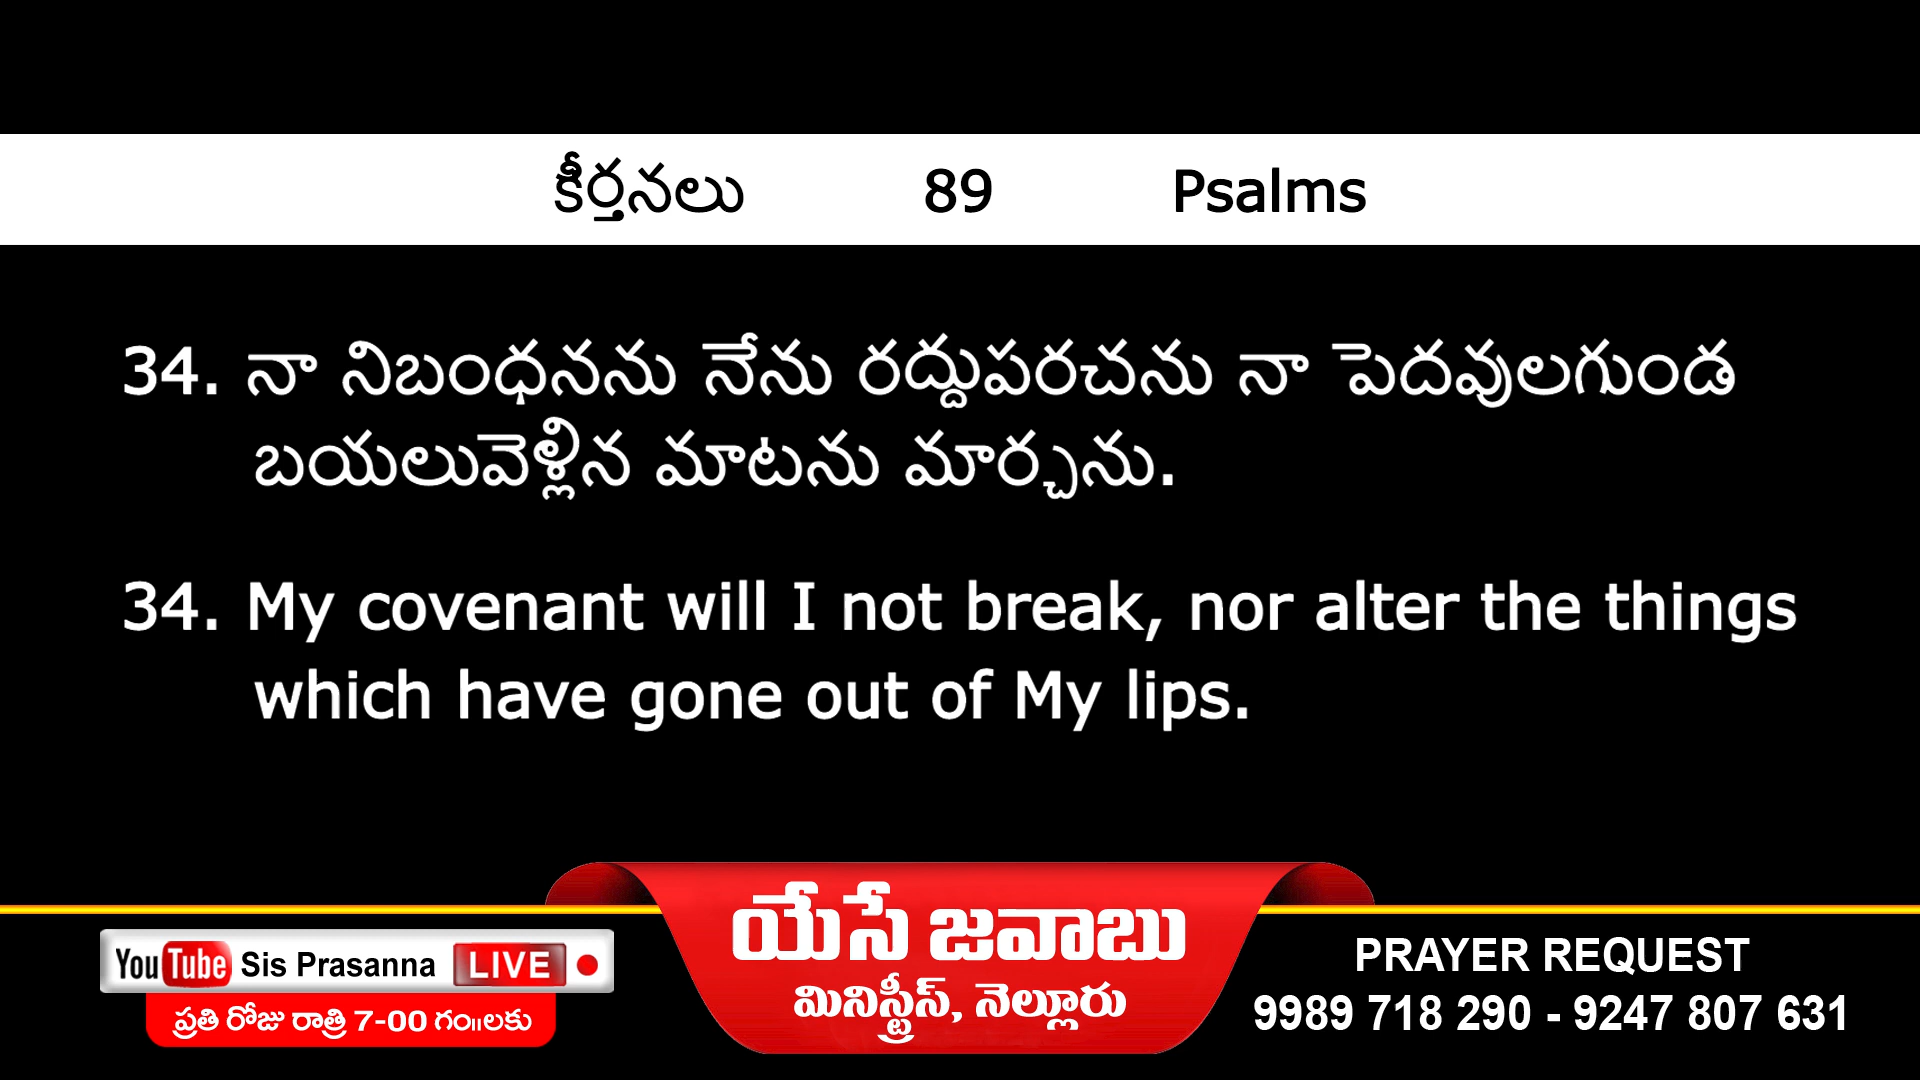 కీర్తనలు 89 Psalms
34. నా నిబంధనను నేను రద్దుపరచను నా పెదవులగుండ
బయలువెళ్లిన మాటను మార్చను.
34. My covenant will I not break, nor alter the things
which have gone out of My lips.
YouTube Sis Prasanna LIVE
ప్రతి రోజు రాత్రి 7-00 గం॥లకు
యేసే జవాబు
మినిస్ట్రీస్, నెల్లూరు
PRAYER REQUEST
9989 718 290 - 9247 807 631